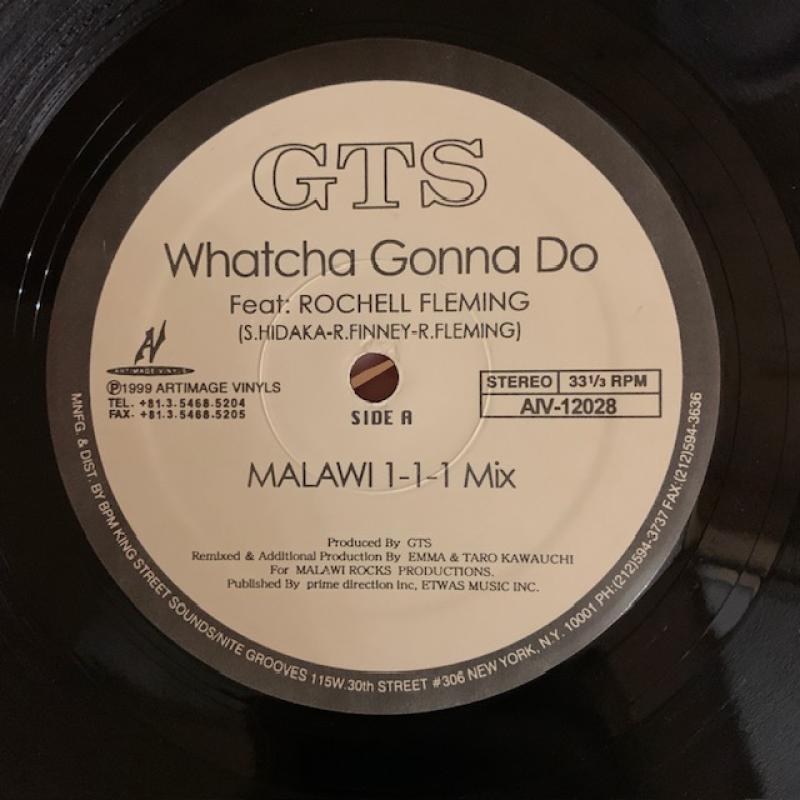 GTS
Whatcha Gonna Do
Feat: ROCHELL FLEMING
(S.HIDAKA-R.FINNEY-R.FLEMING)
AV
ARTIMAGE VINYLS
℗1999 ARTIMAGE VINYLS
TEL. +81.3.5468.5204
FAX. +81.3.5468.5205
STEREO 33 1/3 RPM
AIV-12028
SIDE A
MALAWI 1-1-1 Mix
Produced By GTS
Remixed & Additional Production By EMMA & TARO KAWAUCHI
For MALAWI ROCKS PRODUCTIONS.
Published By prime direction inc, ETWAS MUSIC INC.
MNFG. & DIST. BY BPM KING STREET SOUNDS/NITE GROOVES 115W.30th STREET #306 NEW YORK, N.Y. 10001 PH:(212)594-3737 FAX:(212)594-3636